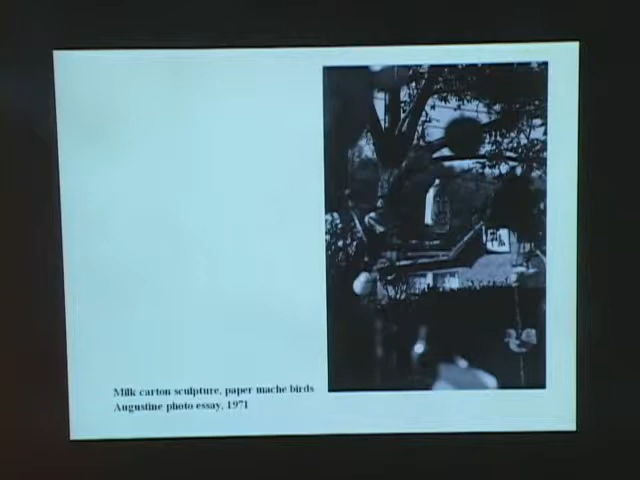 Milk carton sculpture, paper mache birds
Augustine photo essay, 1971